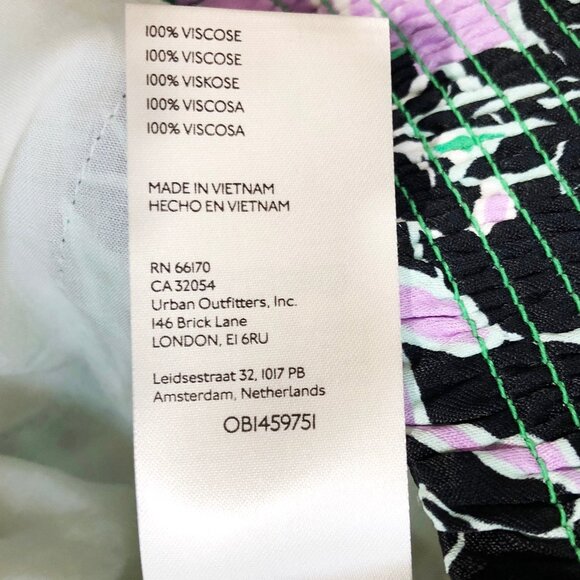 100% VISCOSE
100% VISCOSE
100% VISKOSE
100% VISCOSA
100% VISCOSA
MADE IN VIETNAM
HECHO EN VIETNAM
RN 66170
CA 32054
Urban Outfitters, Inc.
146 Brick Lane
LONDON, E1 6RU
Leidsestraat 32, 1017 PB
Amsterdam, Netherlands
OB1459751